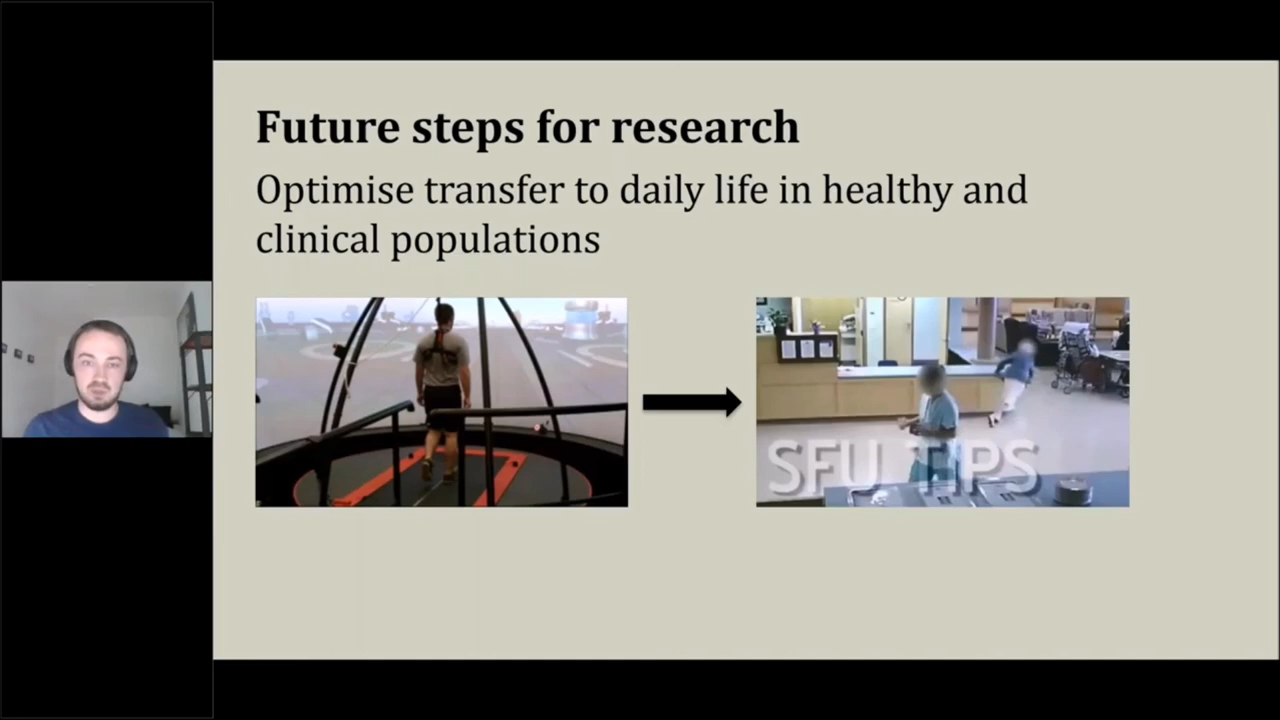 Future steps for research
Optimise transfer to daily life in healthy and
clinical populations
SFU TIPS